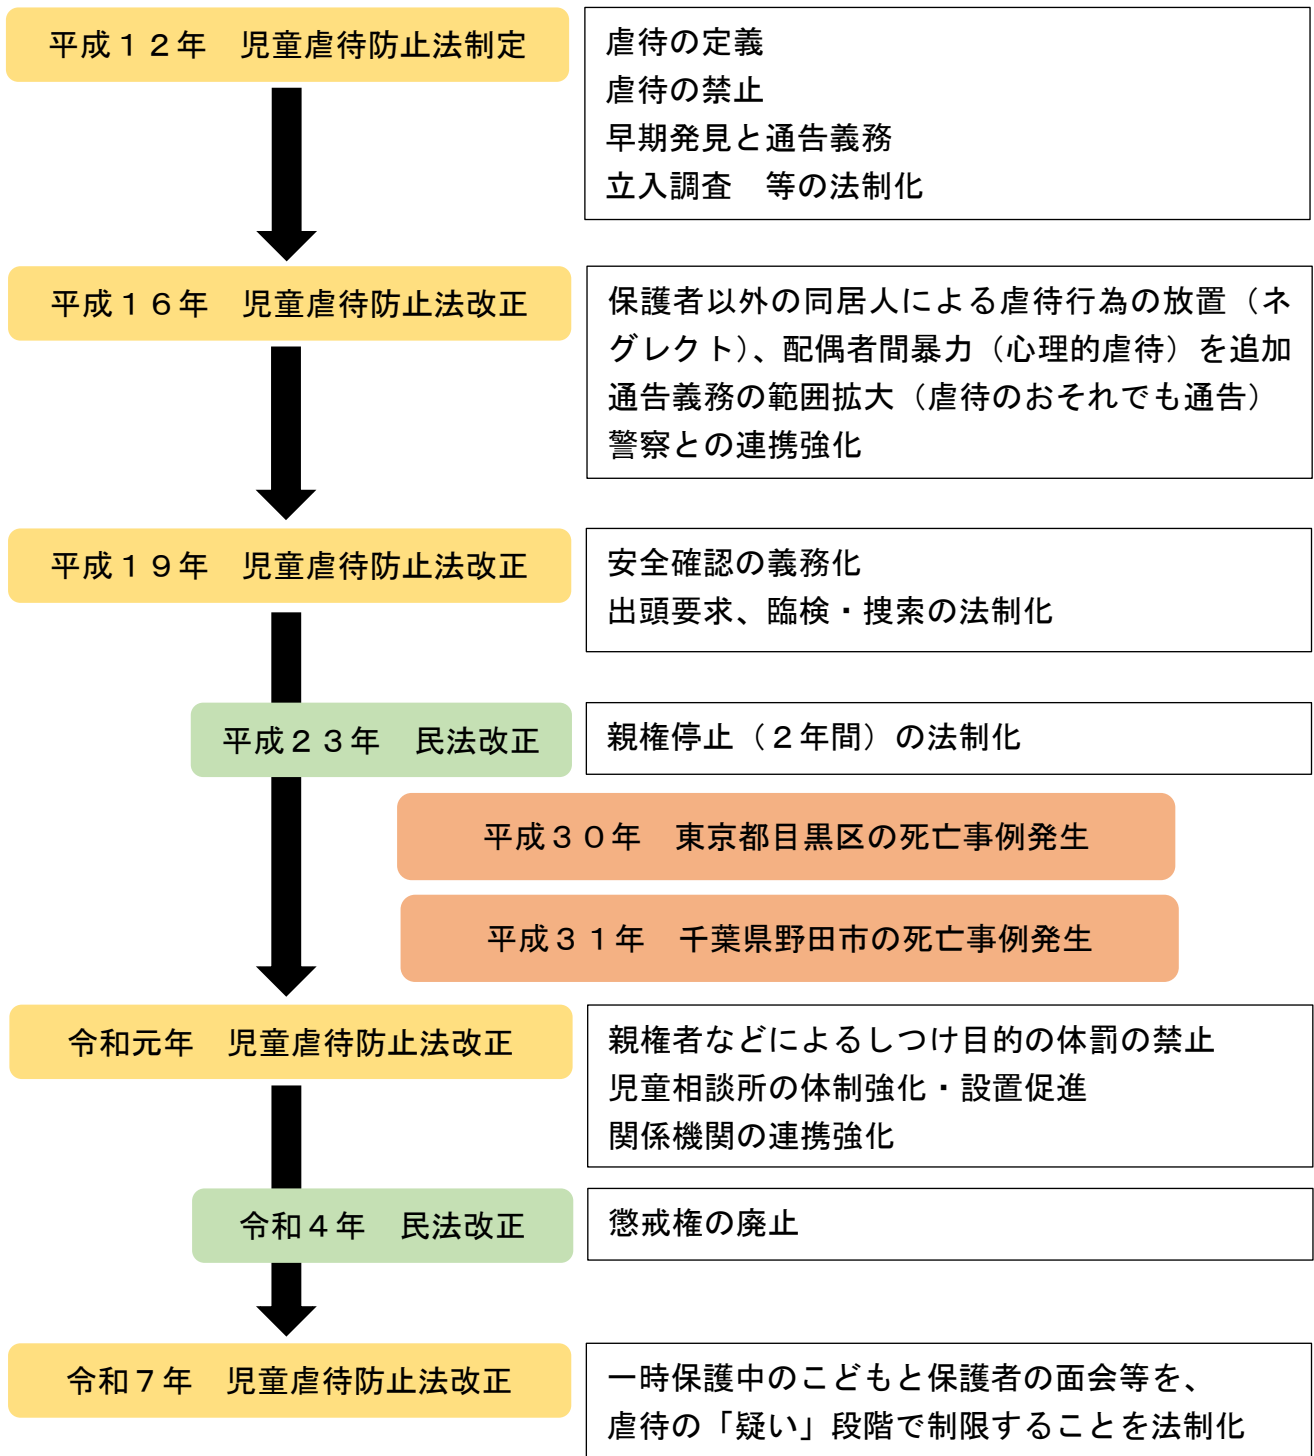 平成１２年　児童虐待防止法制定
虐待の定義
虐待の禁止
早期発見と通告義務
立入調査　等の法制化
平成１６年　児童虐待防止法改正
保護者以外の同居人による虐待行為の放置（ネ
グレクト）、配偶者間暴力（心理的虐待）を追加
通告義務の範囲拡大（虐待のおそれでも通告）
警察との連携強化
平成１９年　児童虐待防止法改正
安全確認の義務化
出頭要求、臨検・捜索の法制化
平成２３年　民法改正
親権停止（２年間）の法制化
平成３０年　東京都目黒区の死亡事例発生
平成３１年　千葉県野田市の死亡事例発生
令和元年　児童虐待防止法改正
親権者などによるしつけ目的の体罰の禁止
児童相談所の体制強化・設置促進
関係機関の連携強化
令和４年　民法改正
懲戒権の廃止
令和７年　児童虐待防止法改正
一時保護中のこどもと保護者の面会等を、
虐待の「疑い」段階で制限することを法制化